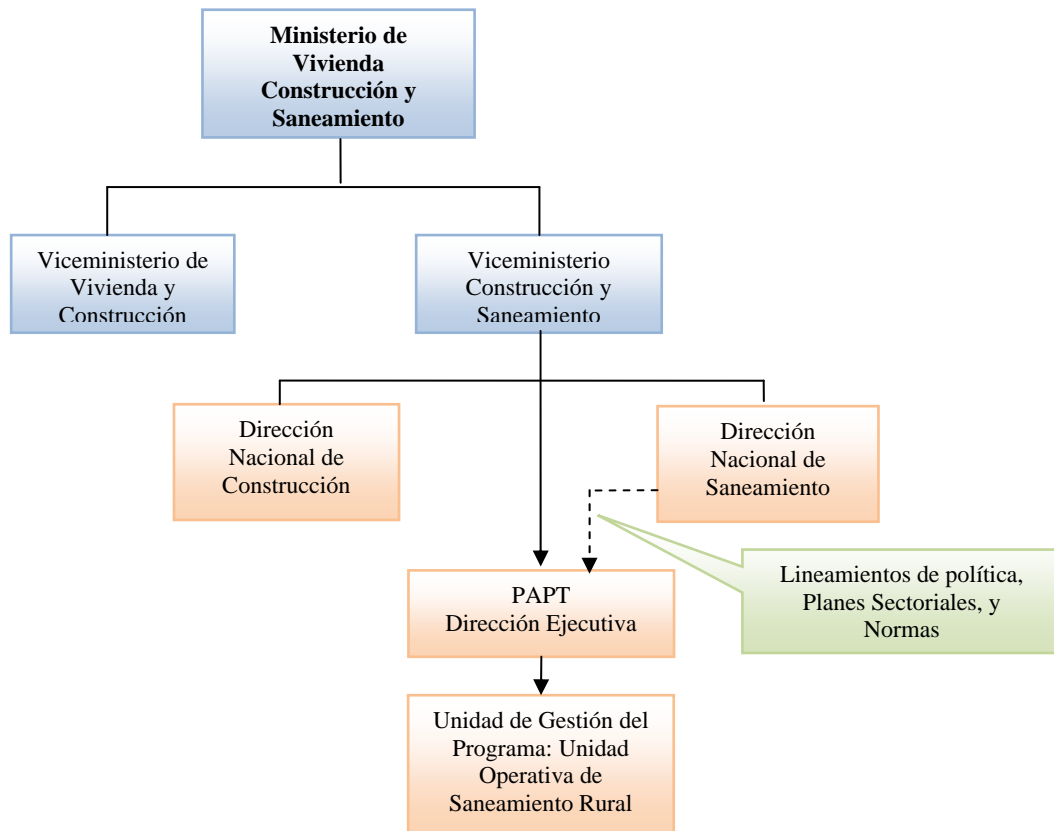 Ministerio de
Vivienda
Construcción y
Saneamiento
Viceministerio de
Vivienda y
Construcción
Viceministerio
Construcción y
Saneamiento
Dirección
Nacional de
Construcción
Dirección
Nacional de
Saneamiento
Lineamientos de política,
Planes Sectoriales, y
Normas
PAPT
Dirección Ejecutiva
Unidad de Gestión del
Programa: Unidad
Operativa de
Saneamiento Rural